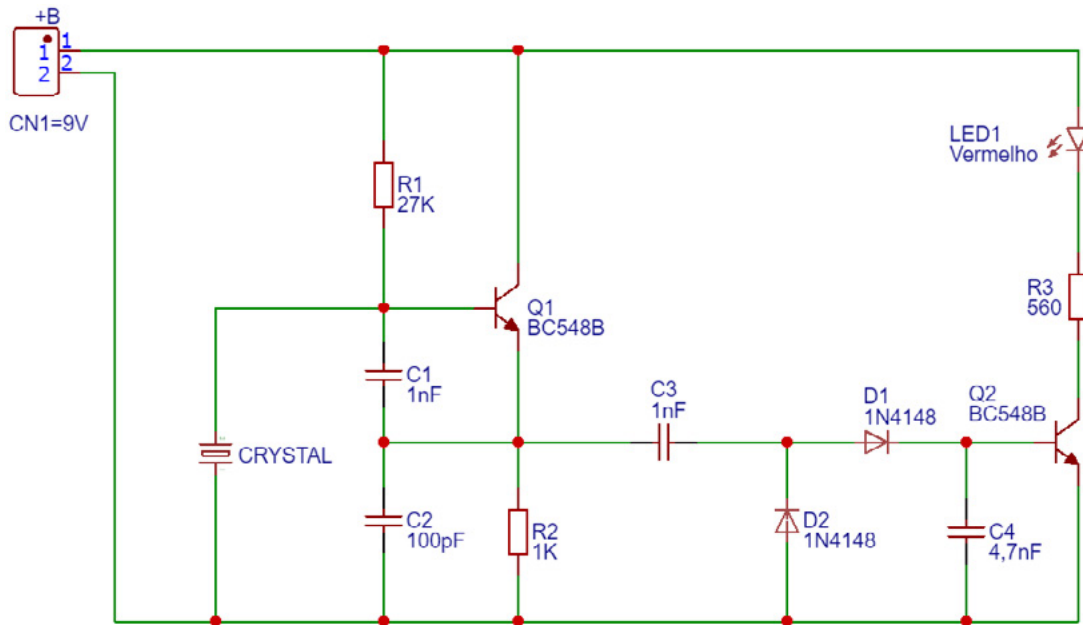 +B
1
1
2
2
CN1=9V
R1
27K
Q1
BC548B
C1
1nF
CRYSTAL
C2
100pF
R2
1K
C3
1nF
D1
1N4148
D2
1N4148
C4
4,7nF
Q2
BC548B
R3
560
LED1
Vermelho